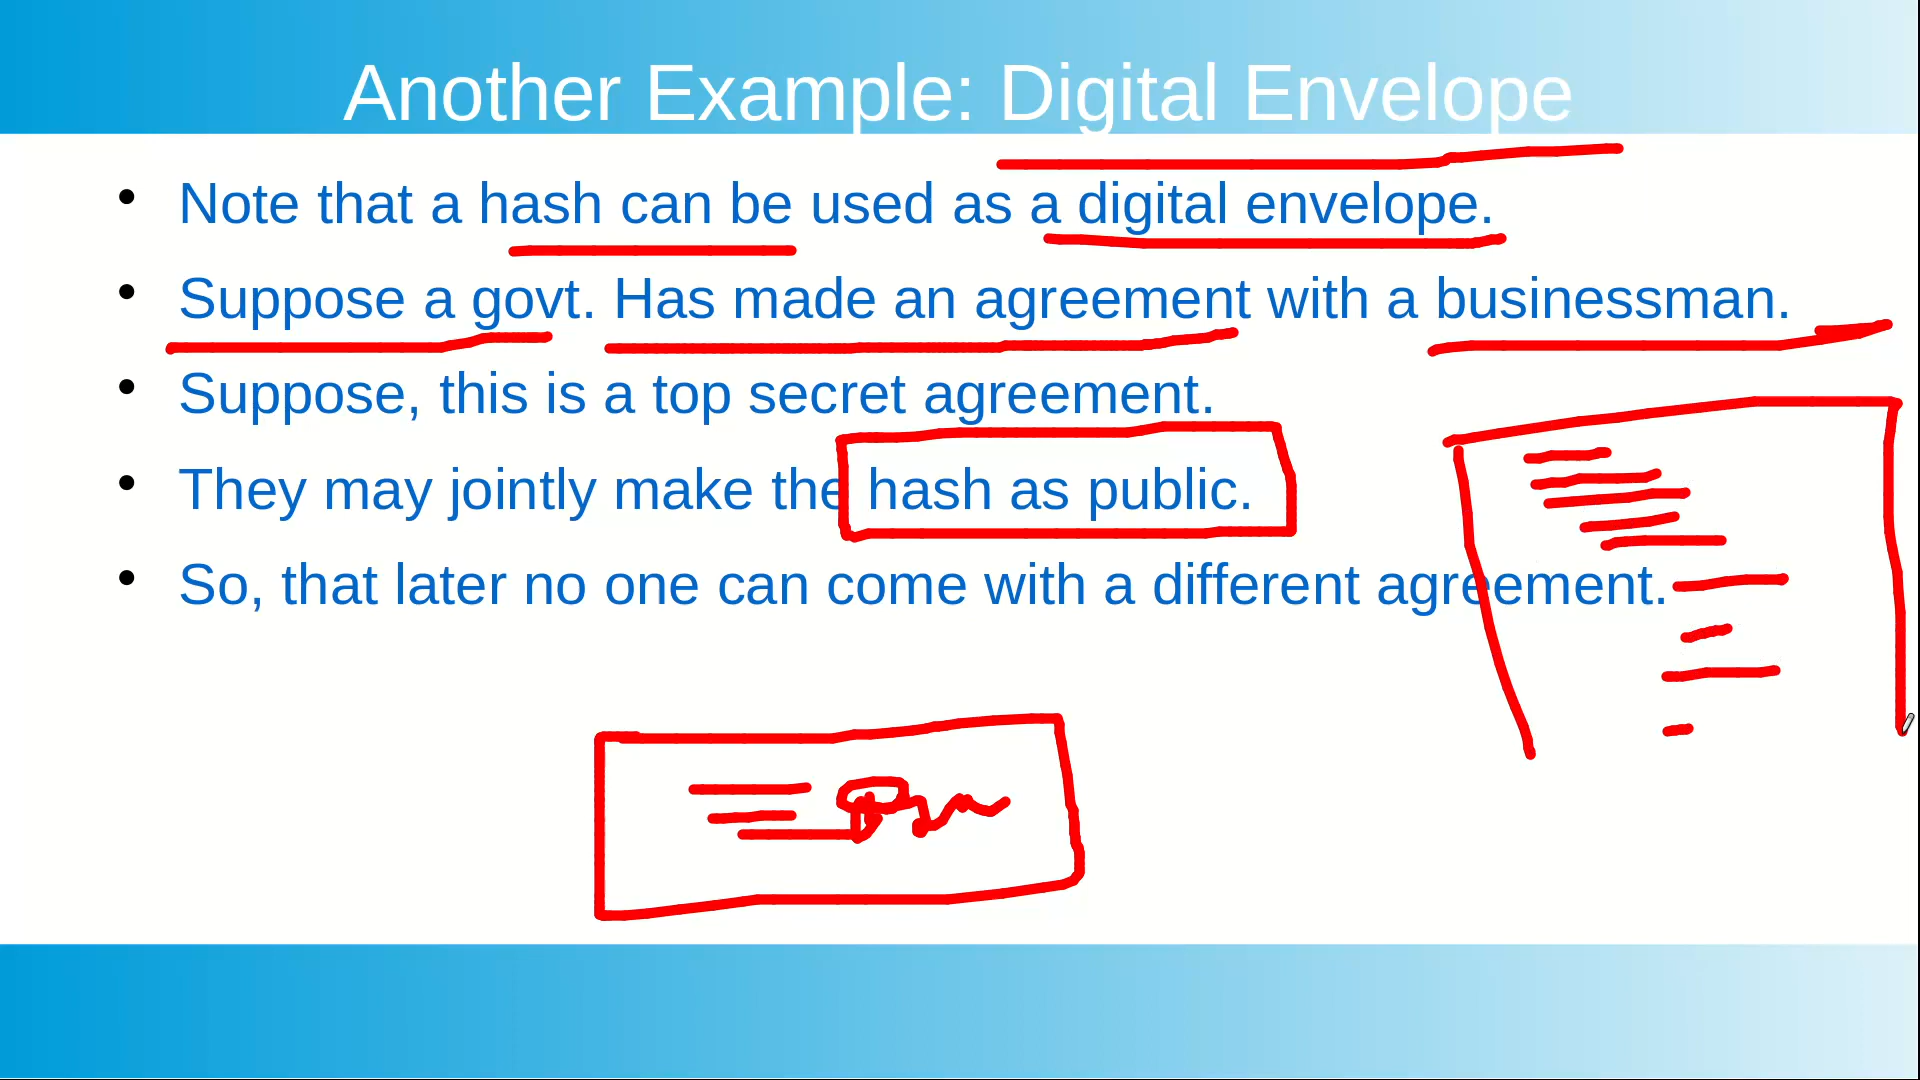 Another Example: Digital Envelope
Note that a hash can be used as a digital envelope.
Suppose a govt. Has made an agreement with a businessman.
Suppose, this is a top secret agreement.
They may jointly make the hash as public.
So, that later no one can come with a different agreement.